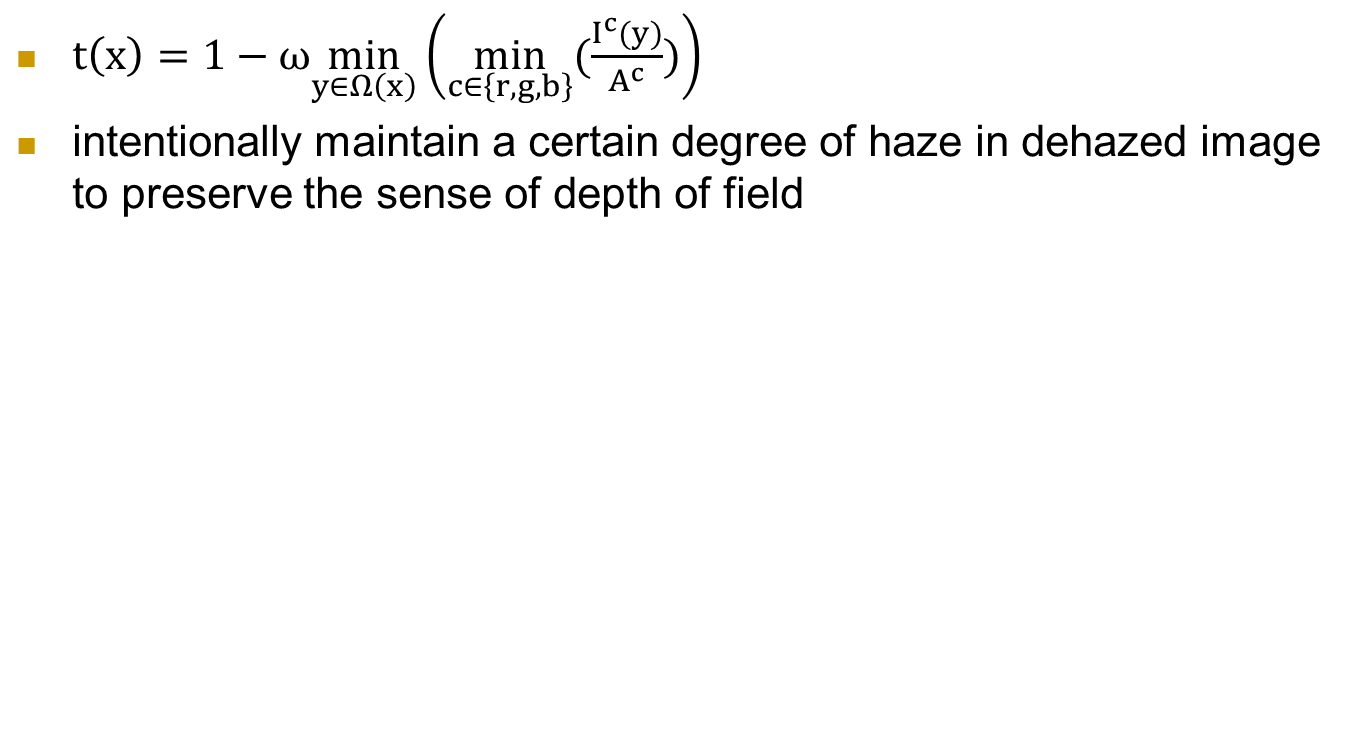 t(x) = 1 − ω min_{y∈Ω(x)} ( min_{c∈{r,g,b}} (I^c(y)/A^c) )
intentionally maintain a certain degree of haze in dehazed image
to preserve the sense of depth of field